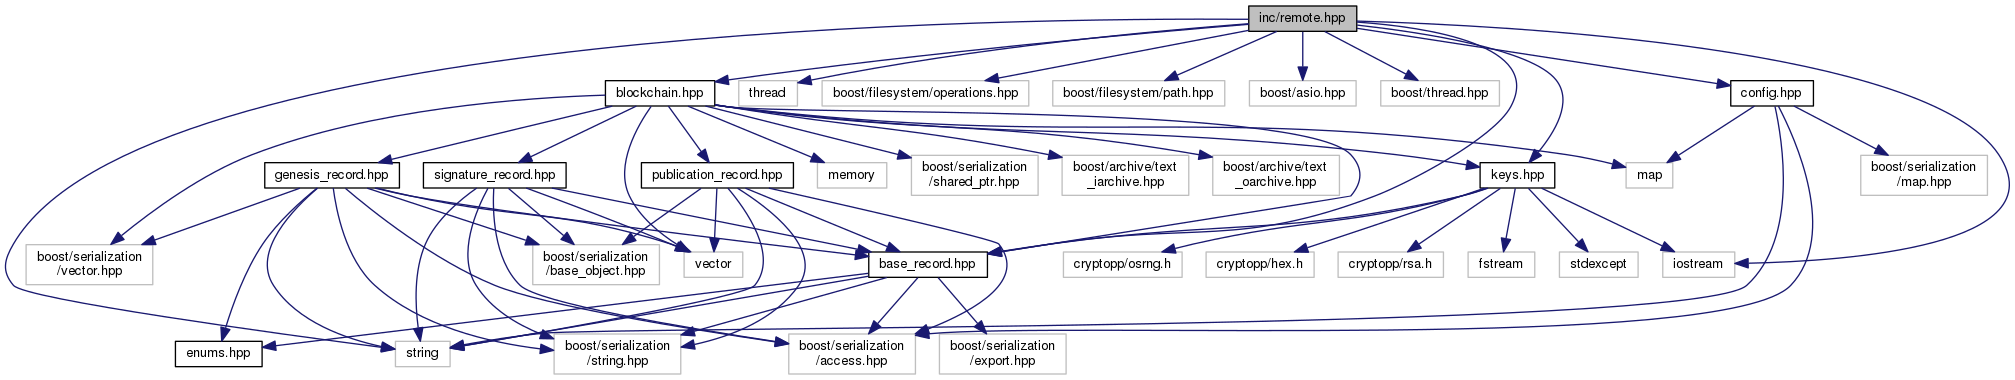 inc/remote.hpp
blockchain.hpp
thread
boost/filesystem/operations.hpp
boost/filesystem/path.hpp
boost/asio.hpp
boost/thread.hpp
config.hpp
genesis_record.hpp
signature_record.hpp
publication_record.hpp
memory
boost/serialization
/shared_ptr.hpp
boost/archive/text
_iarchive.hpp
boost/archive/text
_oarchive.hpp
keys.hpp
map
boost/serialization
/map.hpp
boost/serialization
/vector.hpp
boost/serialization
/base_object.hpp
vector
base_record.hpp
cryptopp/osrng.h
cryptopp/hex.h
cryptopp/rsa.h
fstream
stdexcept
iostream
enums.hpp
string
boost/serialization
/string.hpp
boost/serialization
/access.hpp
boost/serialization
/export.hpp